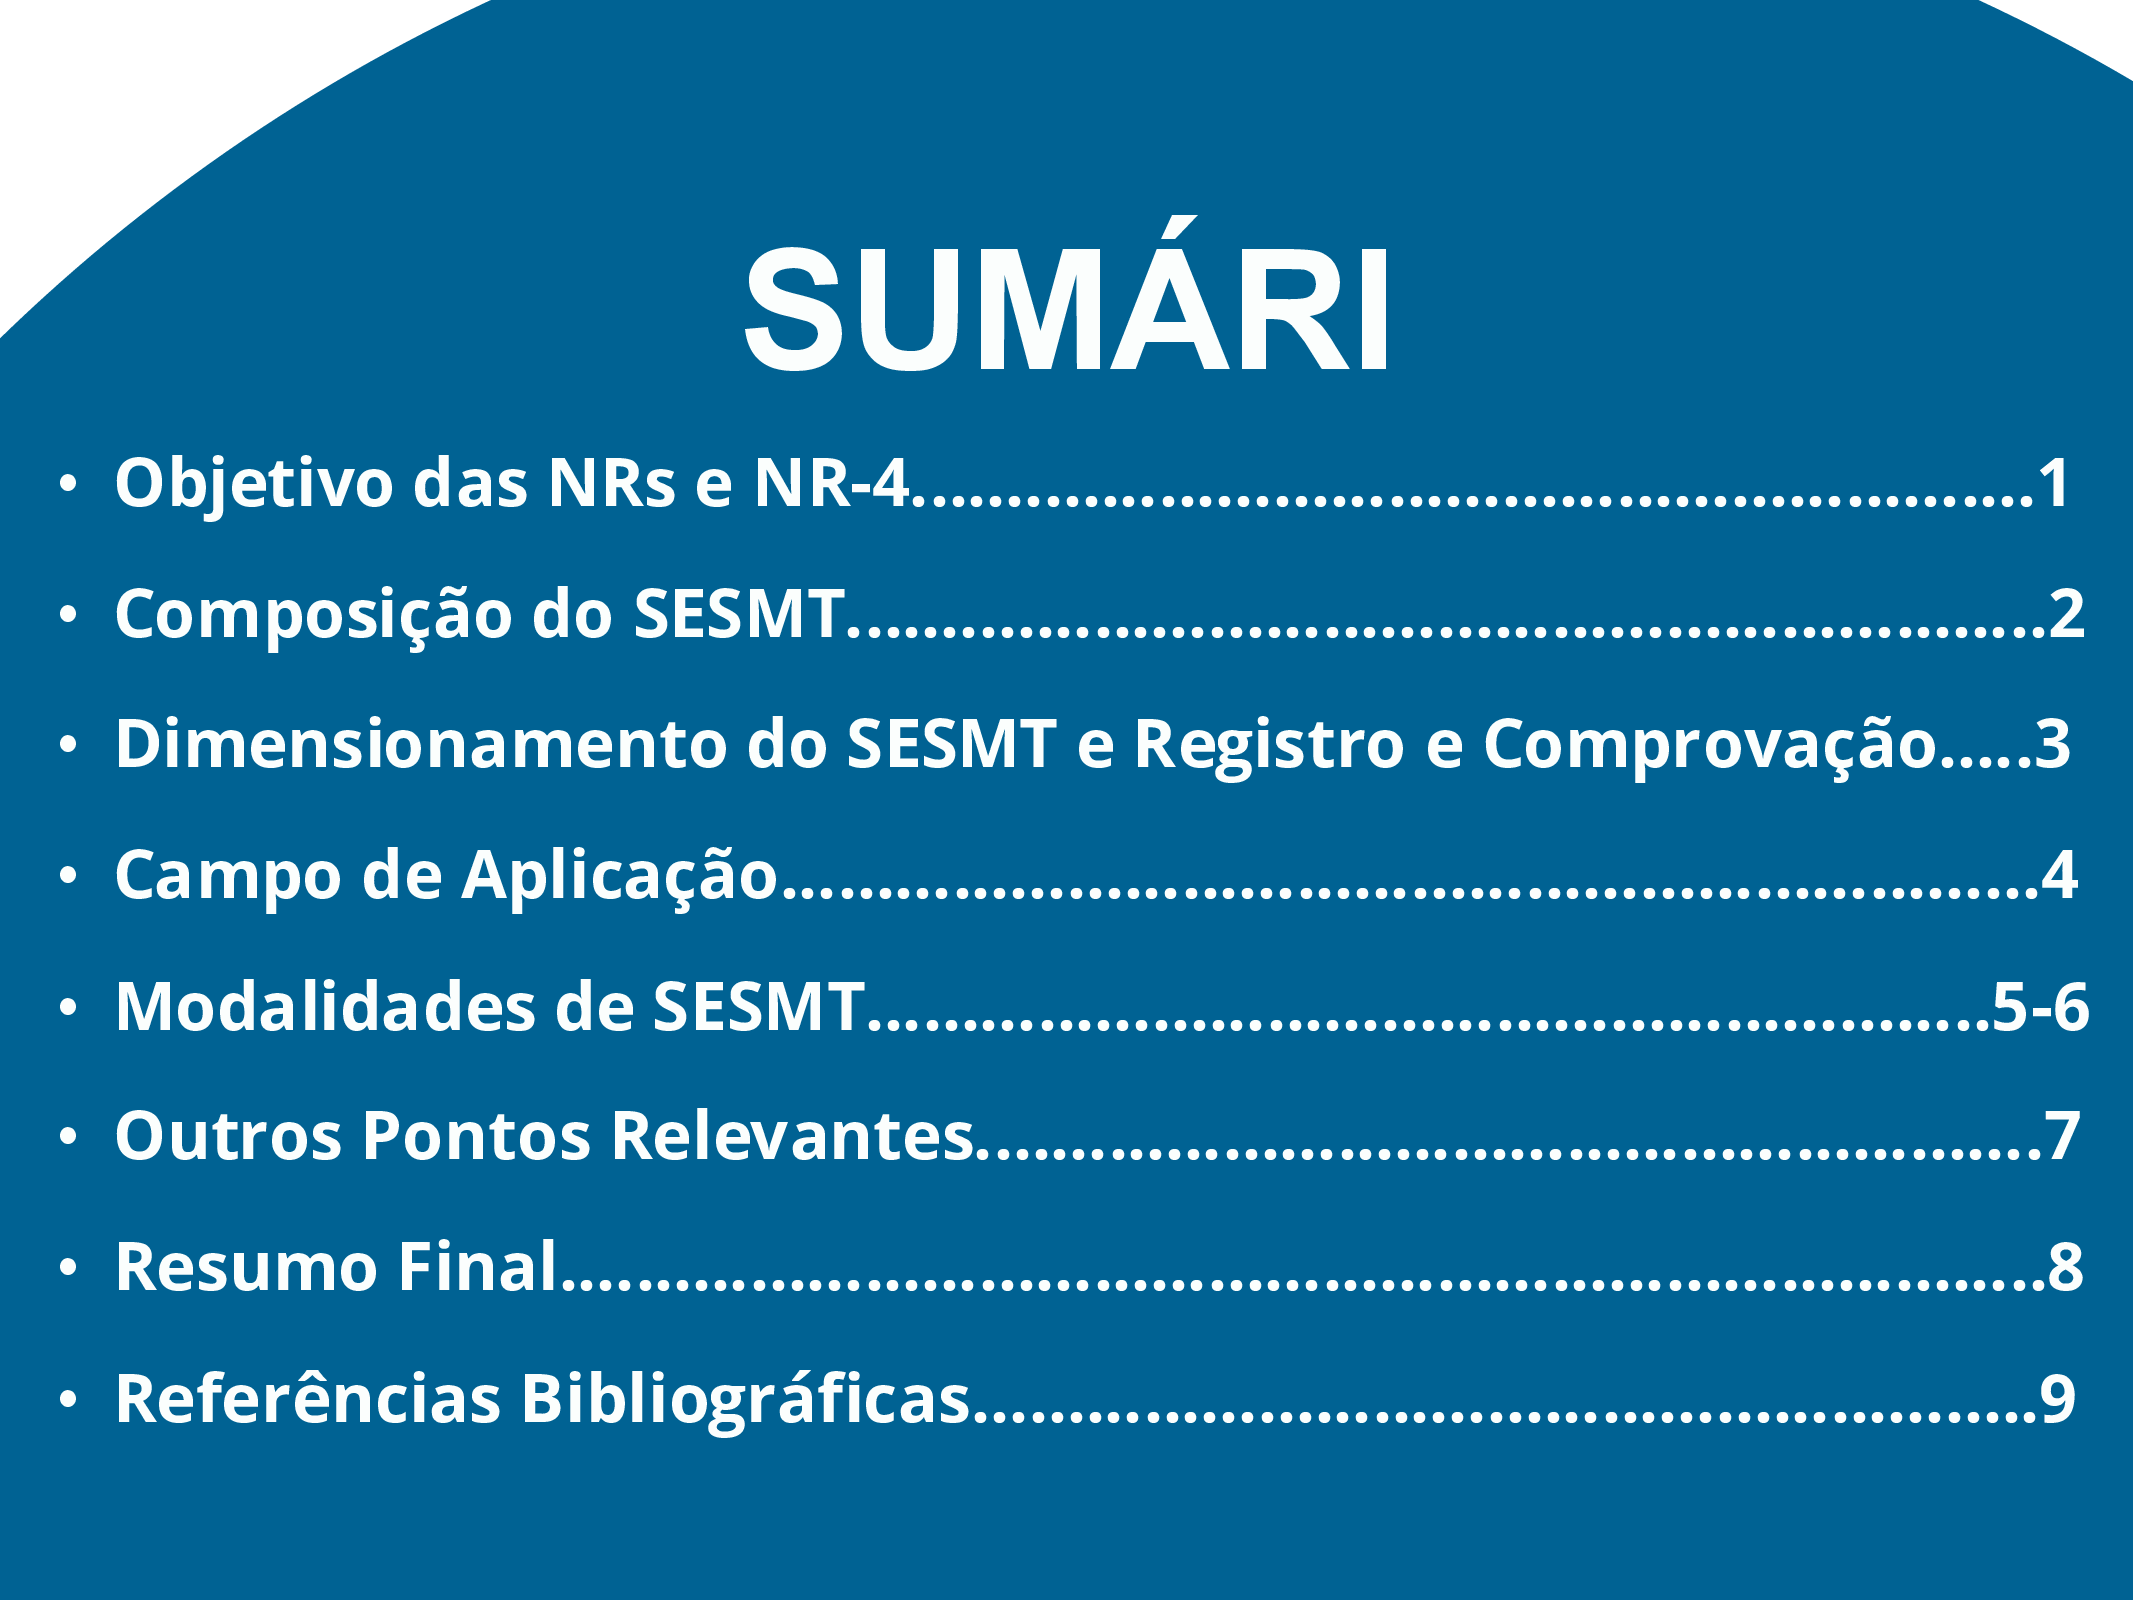 SUMÁRI
• Objetivo das NRs e NR-4...........................................................1
• Composição do SESMT...............................................................2
• Dimensionamento do SESMT e Registro e Comprovação.....3
• Campo de Aplicação..................................................................4
• Modalidades de SESMT...........................................................5-6
• Outros Pontos Relevantes........................................................7
• Resumo Final..............................................................................8
• Referências Bibliográficas........................................................9